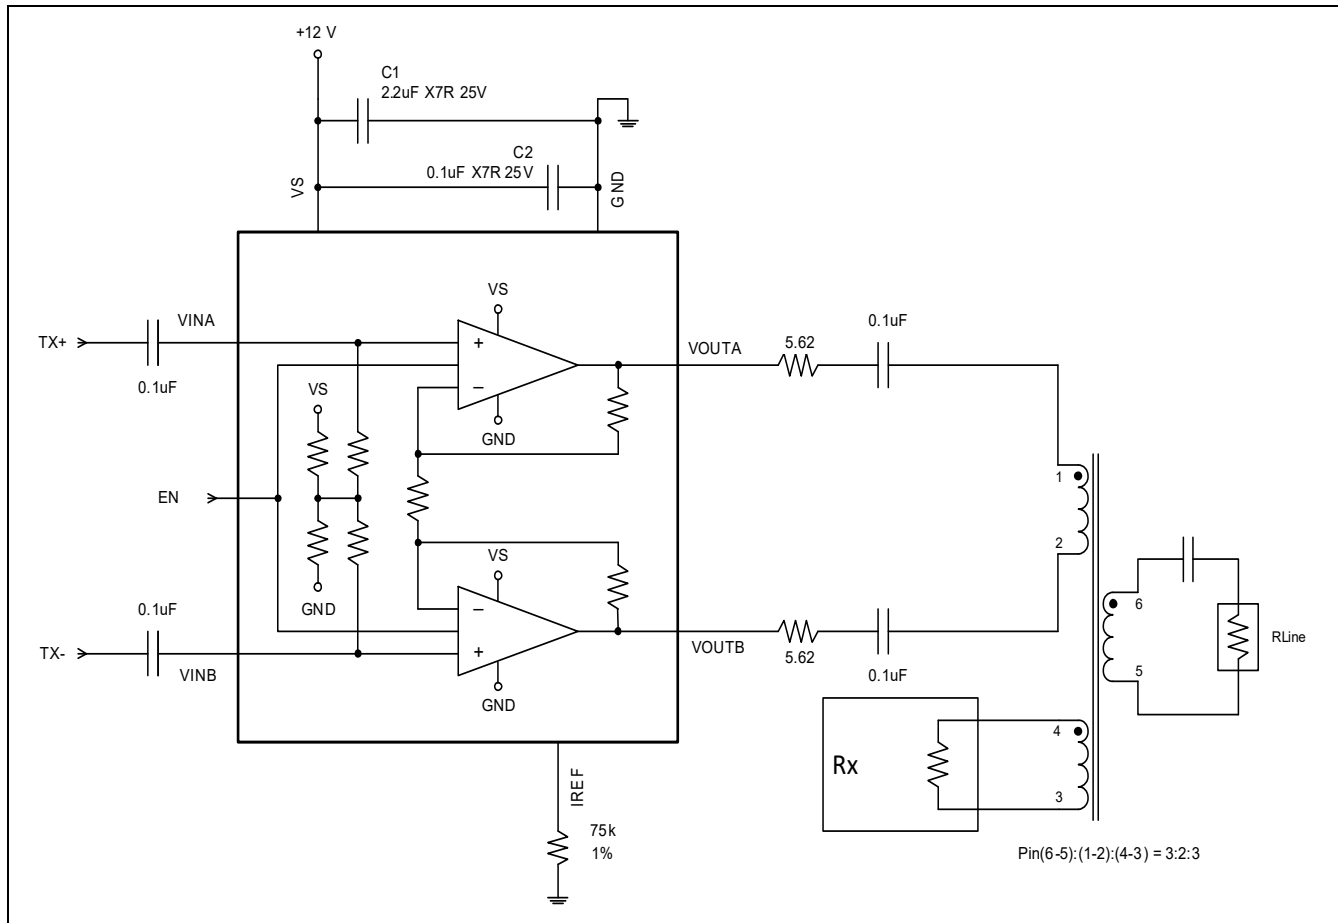 +12 V
C1
2.2uF X7R 25V
C2
0.1uF X7R 25V
VS
GND
VS
TX+
VINA
0.1uF
+
−
VS
GND
VOUTA
5.62
0.1uF
EN
GND
VS
1
2
6
5
RLine
0.1uF
TX-
VINB
−
+
GND
VOUTB
5.62
0.1uF
Rx
4
3
IREF
75k
1%
Pin(6-5):(1-2):(4-3) = 3:2:3